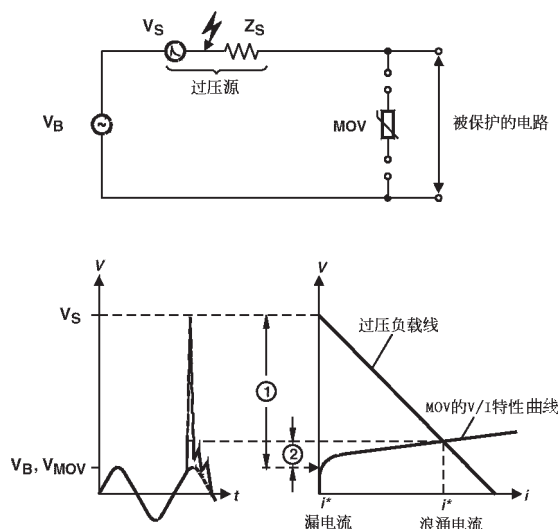 VS ZS
过压源
VB
MOV
被保护的电路
V
VS
VB, VMOV
t
①
②
V
过压负载线
MOV的V/I特性曲线
i* i* i
漏电流 浪涌电流